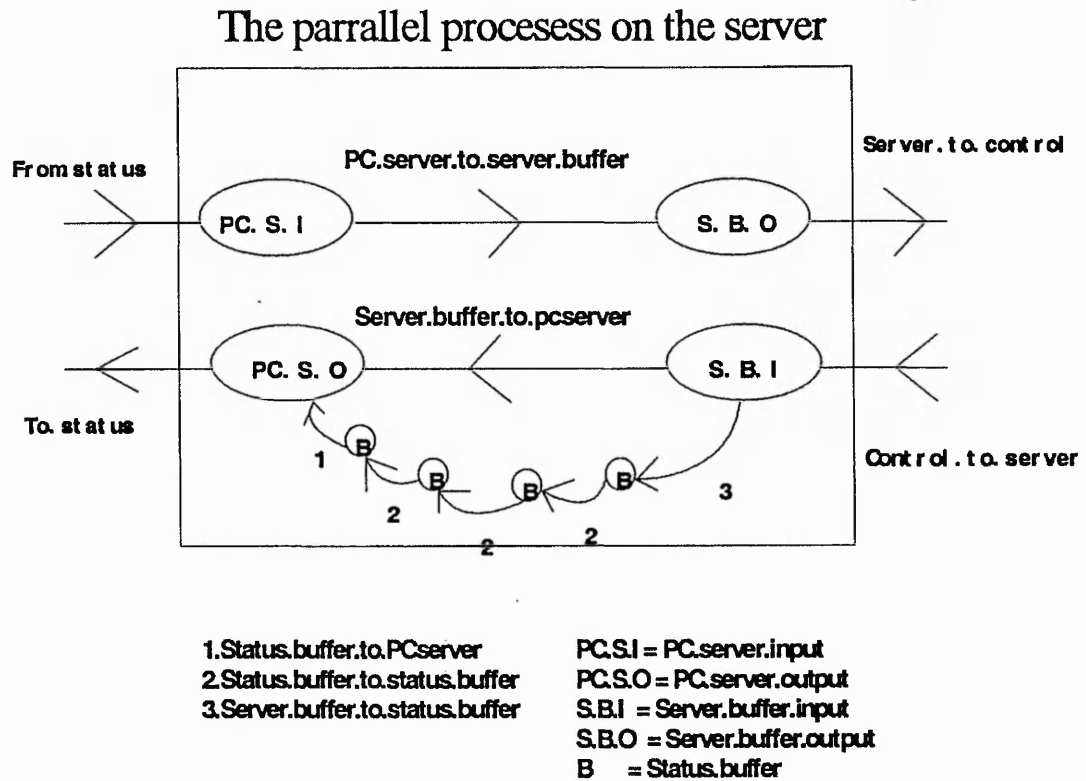 The parrallel procesess on the server
From status
PC.server.to.server.buffer
Server.to.control
PC. S. I
S. B. O
Server.buffer.to.pcserver
PC. S. O
S. B. I
To. status
Control.to.server
B
B
B
B
1
2
2
2
3
1.Status.buffer.to.PCserver
2.Status.buffer.to.status.buffer
3.Server.buffer.to.status.buffer
PC.S.I = PC.server.input
PC.S.O = PC.server.output
S.B.I = Server.buffer.input
S.B.O = Server.buffer.output
B = Status.buffer